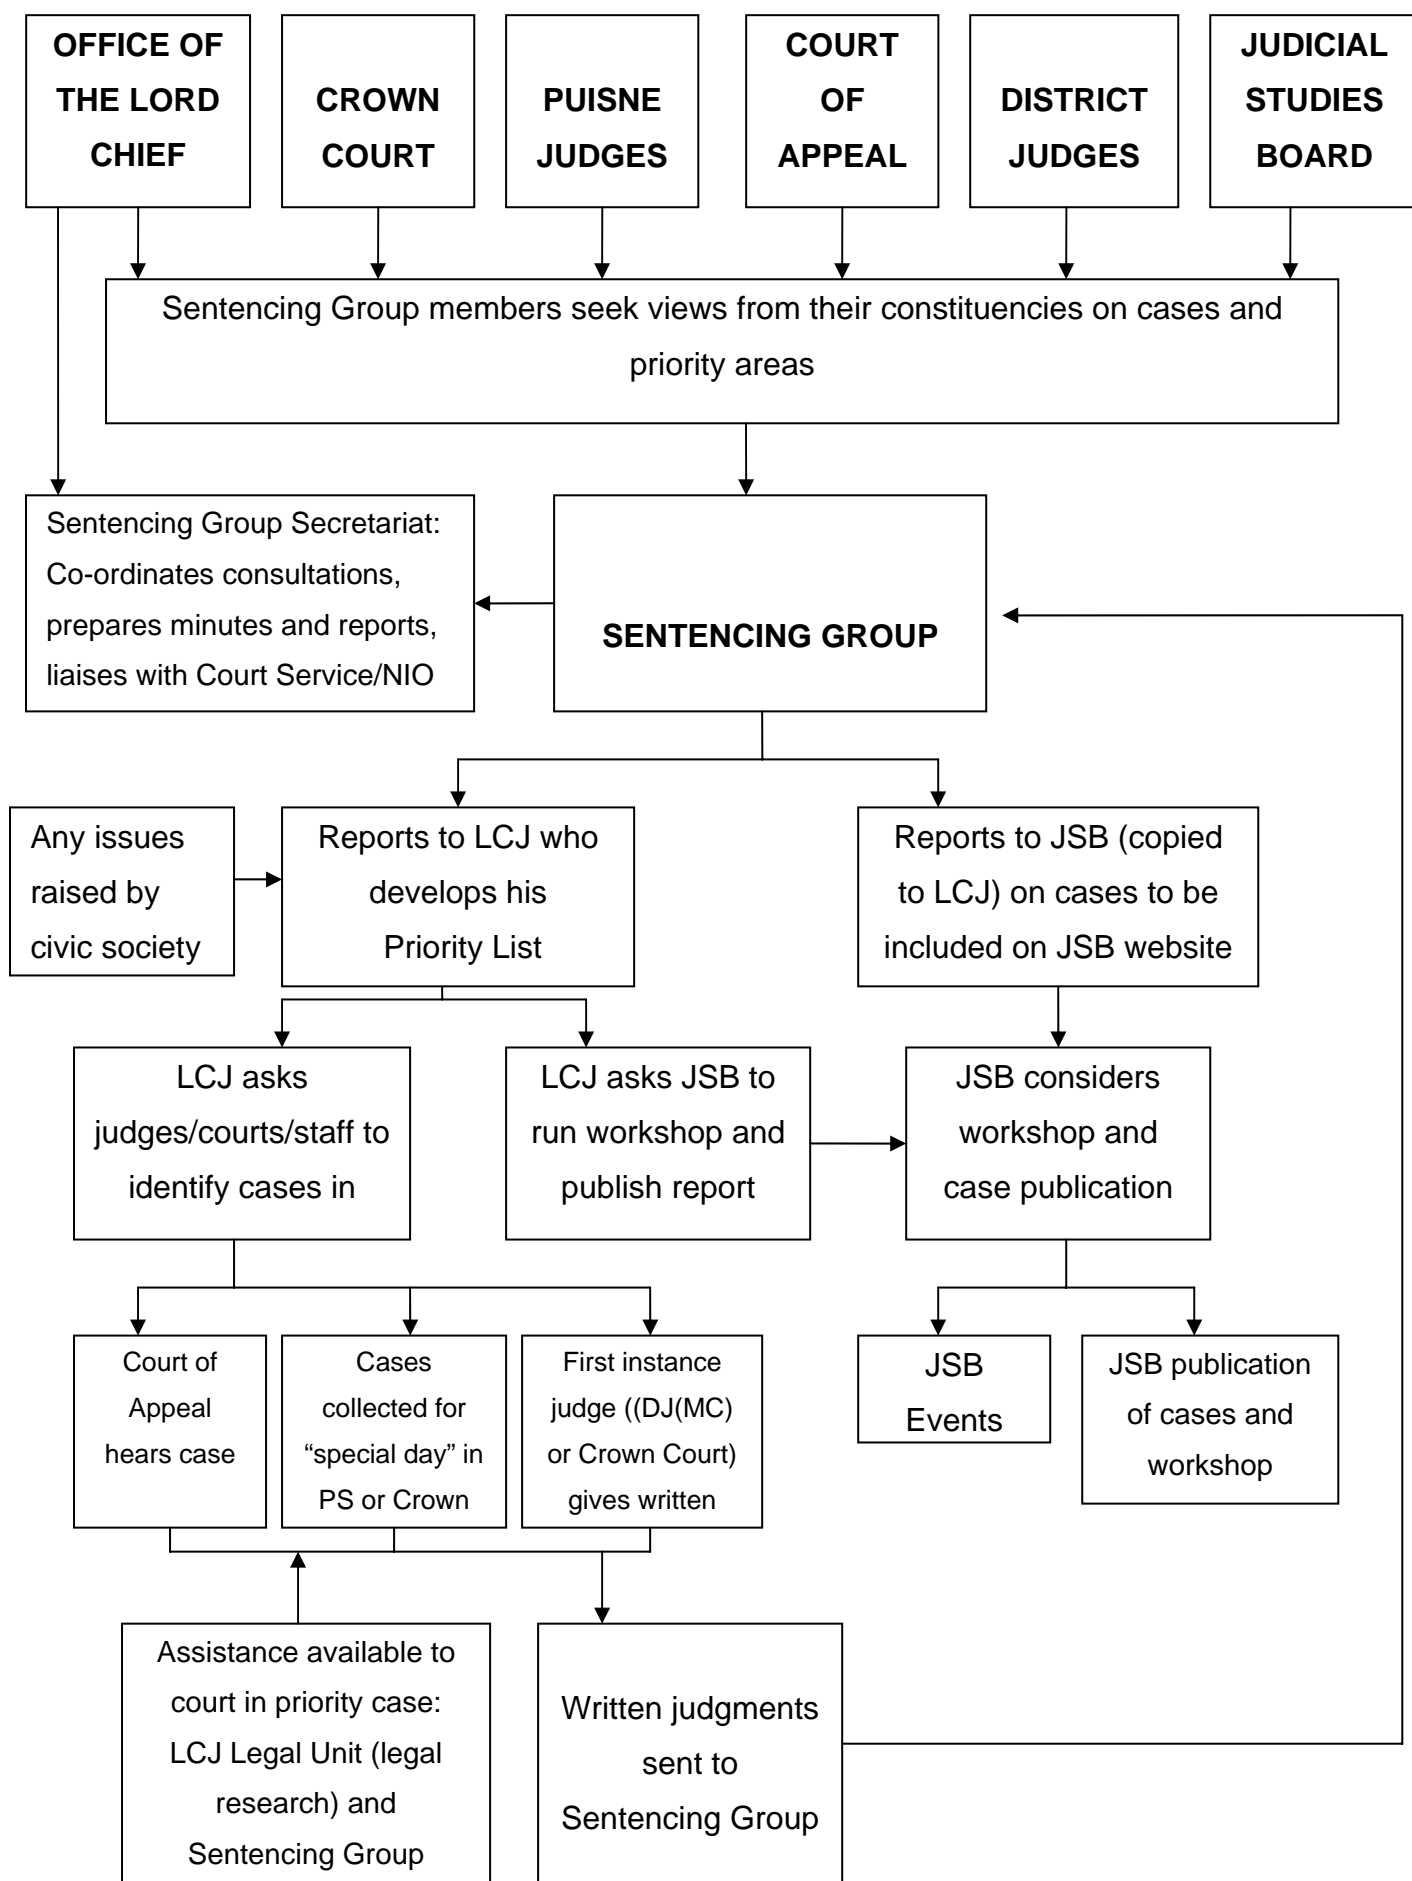 OFFICE OF
THE LORD
CHIEF
CROWN
COURT
PUISNE
JUDGES
COURT
OF
APPEAL
DISTRICT
JUDGES
JUDICIAL
STUDIES
BOARD
Sentencing Group members seek views from their constituencies on cases and
priority areas
Sentencing Group Secretariat:
Co-ordinates consultations,
prepares minutes and reports,
liaises with Court Service/NIO
SENTENCING GROUP
Any issues
raised by
civic society
Reports to LCJ who
develops his
Priority List
Reports to JSB (copied
to LCJ) on cases to be
included on JSB website
LCJ asks
judges/courts/staff to
identify cases in
LCJ asks JSB to
run workshop and
publish report
JSB considers
workshop and
case publication
Court of
Appeal
hears case
Cases
collected for
“special day” in
PS or Crown
First instance
judge ((DJ(MC)
or Crown Court)
gives written
JSB
Events
JSB publication
of cases and
workshop
Assistance available to
court in priority case:
LCJ Legal Unit (legal
research) and
Sentencing Group
Written judgments
sent to
Sentencing Group